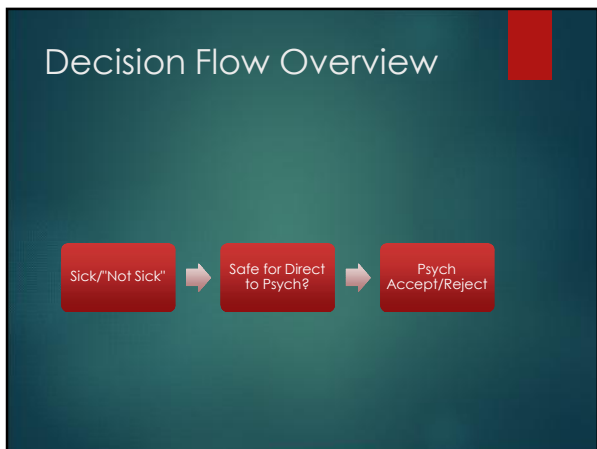 Decision Flow Overview
Sick/"Not Sick"
Safe for Direct
to Psych?
Psych
Accept/Reject